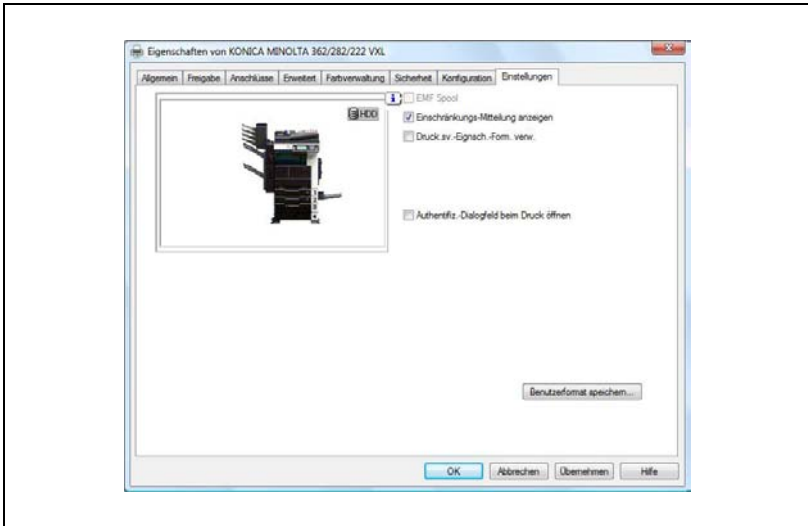 Eigenschaften von KONICA MINOLTA 362/282/222 VXL
Allgemein Freigabe Anschlüsse Erweitert Farbverwaltung Sicherheit Konfiguration Einstellungen
HDD
EMF Spool
Einschränkungs-Mitteilung anzeigen
Druck.sv.-Eignsch.-Form. verw.
Authentifiz.-Dialogfeld beim Druck öffnen
Benutzerformat speichern...
OK Abbrechen Übernehmen Hilfe